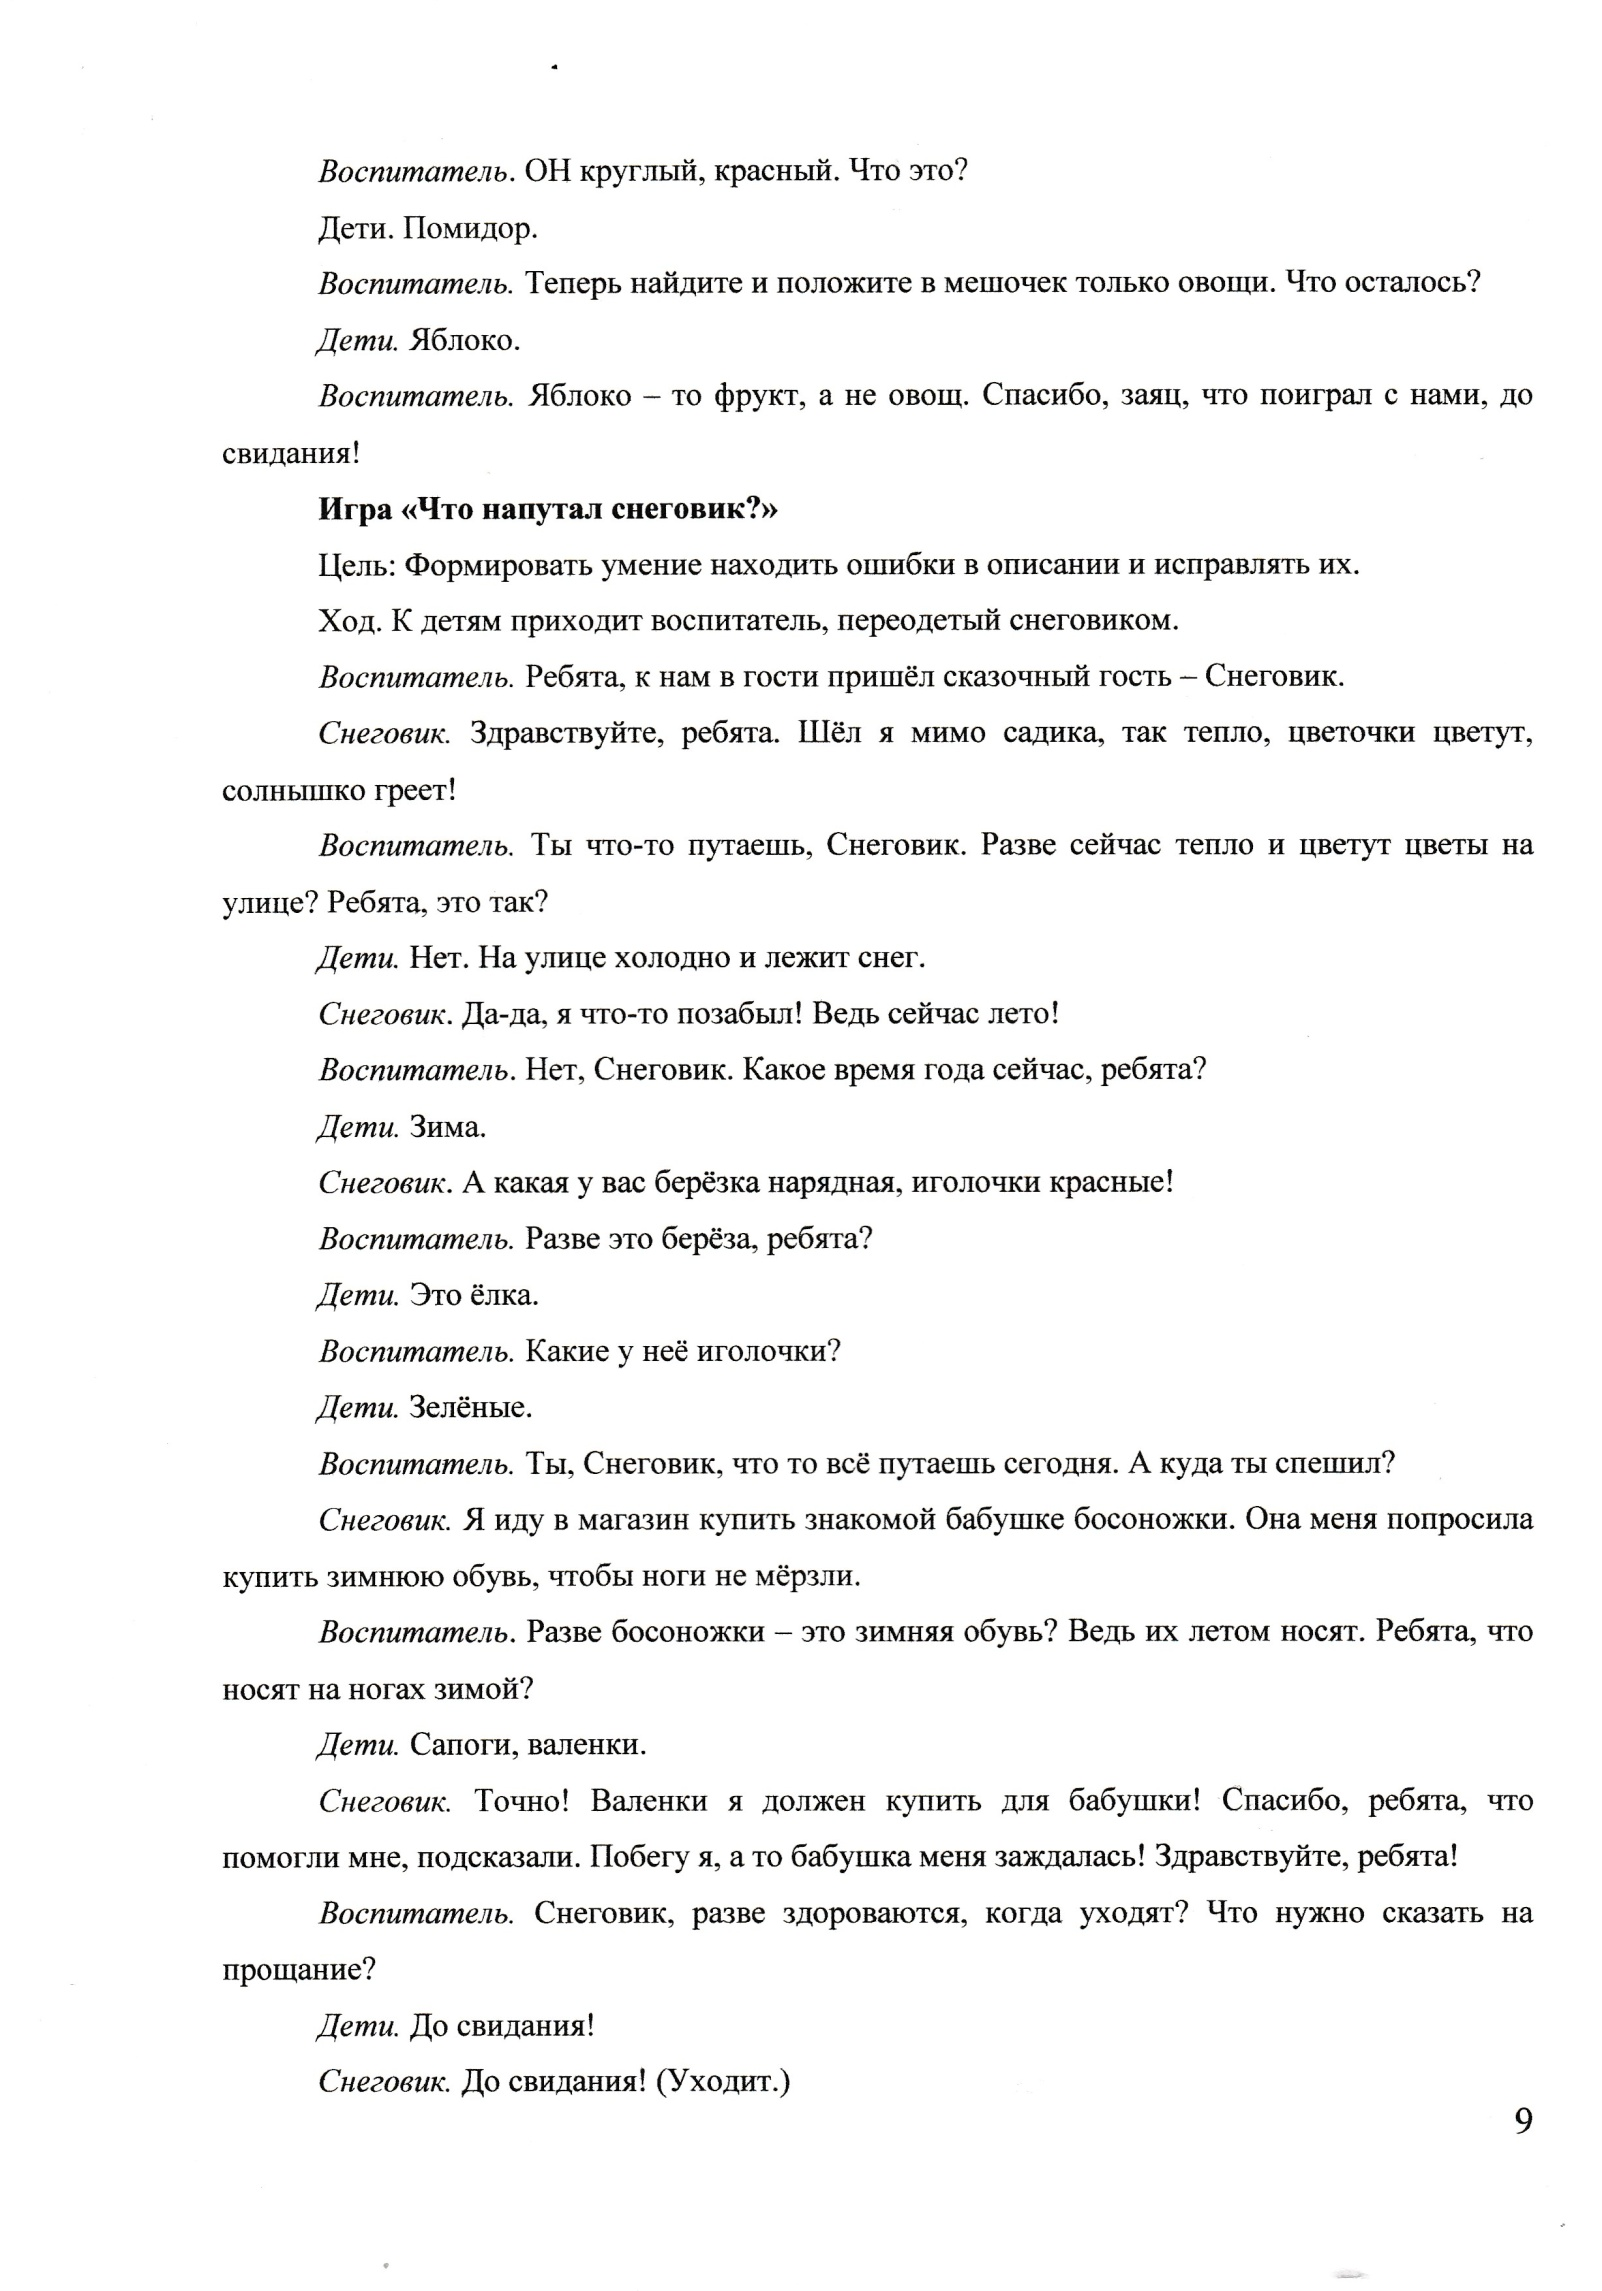 Воспитатель. ОН круглый, красный. Что это?
Дети. Помидор.
Воспитатель. Теперь найдите и положите в мешочек только овощи. Что осталось?
Дети. Яблоко.
Воспитатель. Яблоко – то фрукт, а не овощ. Спасибо, заяц, что поиграл с нами, до
свидания!
Игра «Что напутал снеговик?»
Цель: Формировать умение находить ошибки в описании и исправлять их.
Ход. К детям приходит воспитатель, переодетый снеговиком.
Воспитатель. Ребята, к нам в гости пришёл сказочный гость – Снеговик.
Снеговик. Здравствуйте, ребята. Шёл я мимо садика, так тепло, цветочки цветут,
солнышко греет!
Воспитатель. Ты что-то путаешь, Снеговик. Разве сейчас тепло и цветут цветы на
улице? Ребята, это так?
Дети. Нет. На улице холодно и лежит снег.
Снеговик. Да-да, я что-то позабыл! Ведь сейчас лето!
Воспитатель. Нет, Снеговик. Какое время года сейчас, ребята?
Дети. Зима.
Снеговик. А какая у вас берёзка нарядная, иголочки красные!
Воспитатель. Разве это берёза, ребята?
Дети. Это ёлка.
Воспитатель. Какие у неё иголочки?
Дети. Зелёные.
Воспитатель. Ты, Снеговик, что то всё путаешь сегодня. А куда ты спешил?
Снеговик. Я иду в магазин купить знакомой бабушке босоножки. Она меня попросила
купить зимнюю обувь, чтобы ноги не мёрзли.
Воспитатель. Разве босоножки – это зимняя обувь? Ведь их летом носят. Ребята, что
носят на ногах зимой?
Дети. Сапоги, валенки.
Снеговик. Точно! Валенки я должен купить для бабушки! Спасибо, ребята, что
помогли мне, подсказали. Побегу я, а то бабушка меня заждалась! Здравствуйте, ребята!
Воспитатель. Снеговик, разве здороваются, когда уходят? Что нужно сказать на
прощание?
Дети. До свидания!
Снеговик. До свидания! (Уходит.)
9